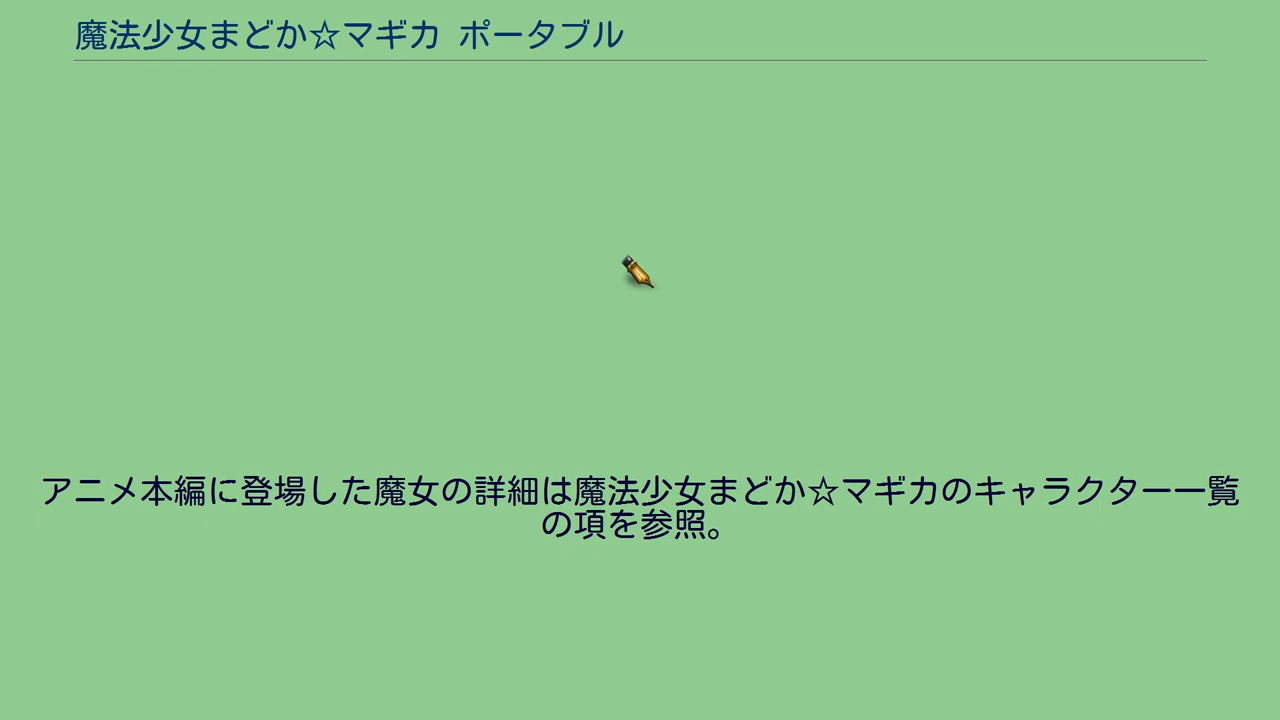 魔法少女まどか☆マギカ ポータブル
アニメ本編に登場した魔女の詳細は魔法少女まどか☆マギカのキャラクター一覧
の項を参照。